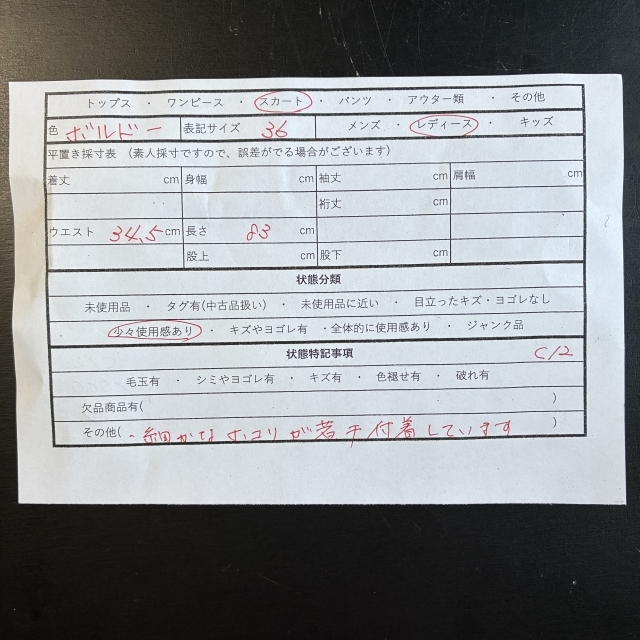 トップス ・ ワンピース ・ スカート ・ パンツ ・ アウター類 ・ その他
色 ボルドー 表記サイズ 36 メンズ ・ レディース ・ キッズ
平置き採寸表 (素人採寸ですので、誤差がでる場合がございます)
着丈 cm 身幅 cm 袖丈 cm 肩幅 cm
裄丈 cm
ウエスト 34.5 cm 長さ 83 cm
股上 cm 股下 cm
状態分類
未使用品 ・ タグ有(中古品扱い) ・ 未使用品に近い ・ 目立ったキズ・ヨゴレなし
少々使用感あり ・ キズやヨゴレ有 ・全体的に使用感あり ・ ジャンク品
状態特記事項 C12
毛玉有 ・ シミやヨゴレ有 ・ キズ有 ・ 色褪せ有 ・ 破れ有
欠品商品有( )
その他( ・細かなホコリが若干付着しています )